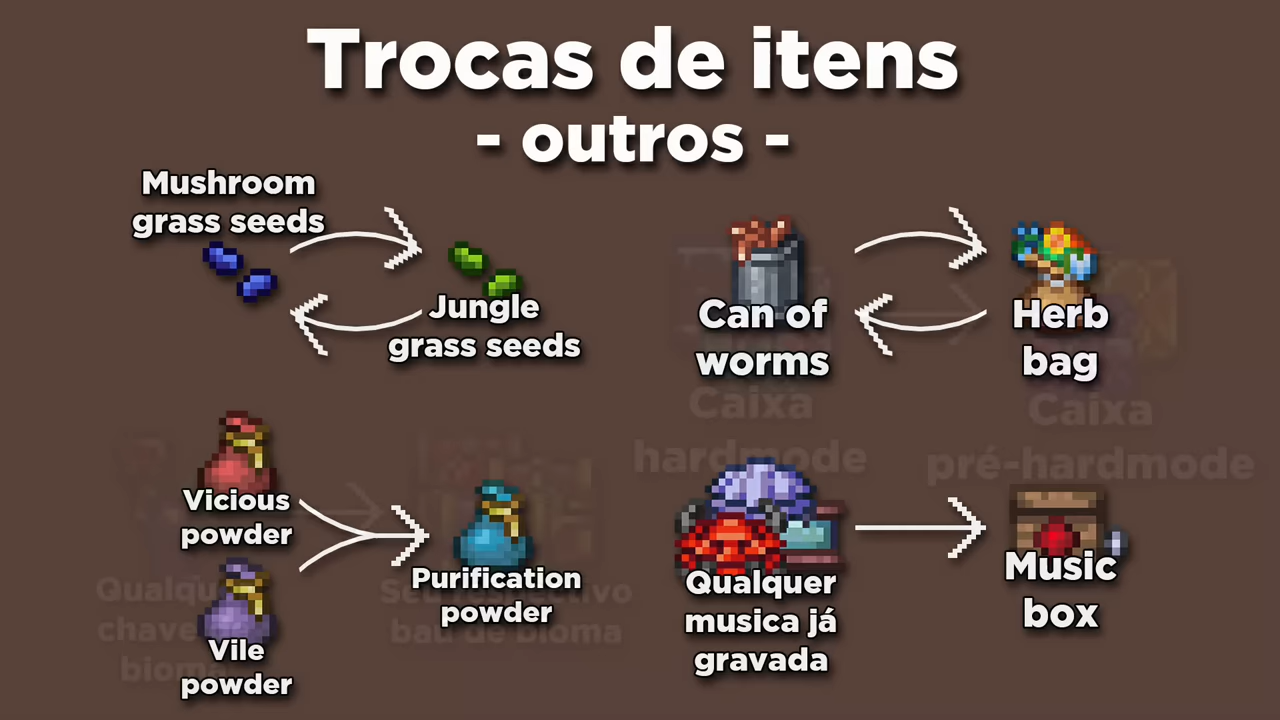 Trocas de itens
- outros -
Mushroom
grass seeds
Jungle
grass seeds
Can of
worms
Herb
bag
Caixa
hardmode
Caixa
pré-hardmode
Vicious
powder
Vile
powder
Purification
powder
Qualquer
musica já
gravada
Music
box